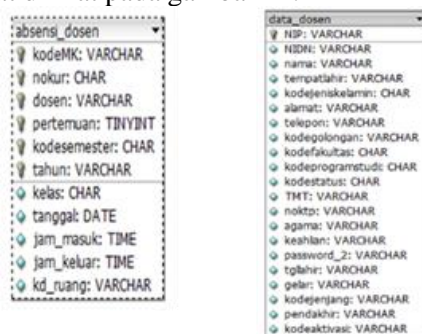 absensi_dosen
kodeMK: VARCHAR
nokur: CHAR
dosen: VARCHAR
pertemuan: TINYINT
kodesemester: CHAR
tahun: VARCHAR
kelas: CHAR
tanggal: DATE
jam_masuk: TIME
jam_keluar: TIME
kd_ruang: VARCHAR
data_dosen
NIP: VARCHAR
NIDN: VARCHAR
nama: VARCHAR
tempatlahir: VARCHAR
kodejeniskelamin: CHAR
alamat: VARCHAR
telepon: VARCHAR
kodegolongan: VARCHAR
kodefakultas: CHAR
kodeprogramstudi: CHAR
kodestatus: CHAR
TMT: VARCHAR
noktp: VARCHAR
agama: VARCHAR
keahlian: VARCHAR
password_2: VARCHAR
tgllahir: VARCHAR
gelar: VARCHAR
kodejenjang: VARCHAR
pendakhir: VARCHAR
kodeaktivasi: VARCHAR